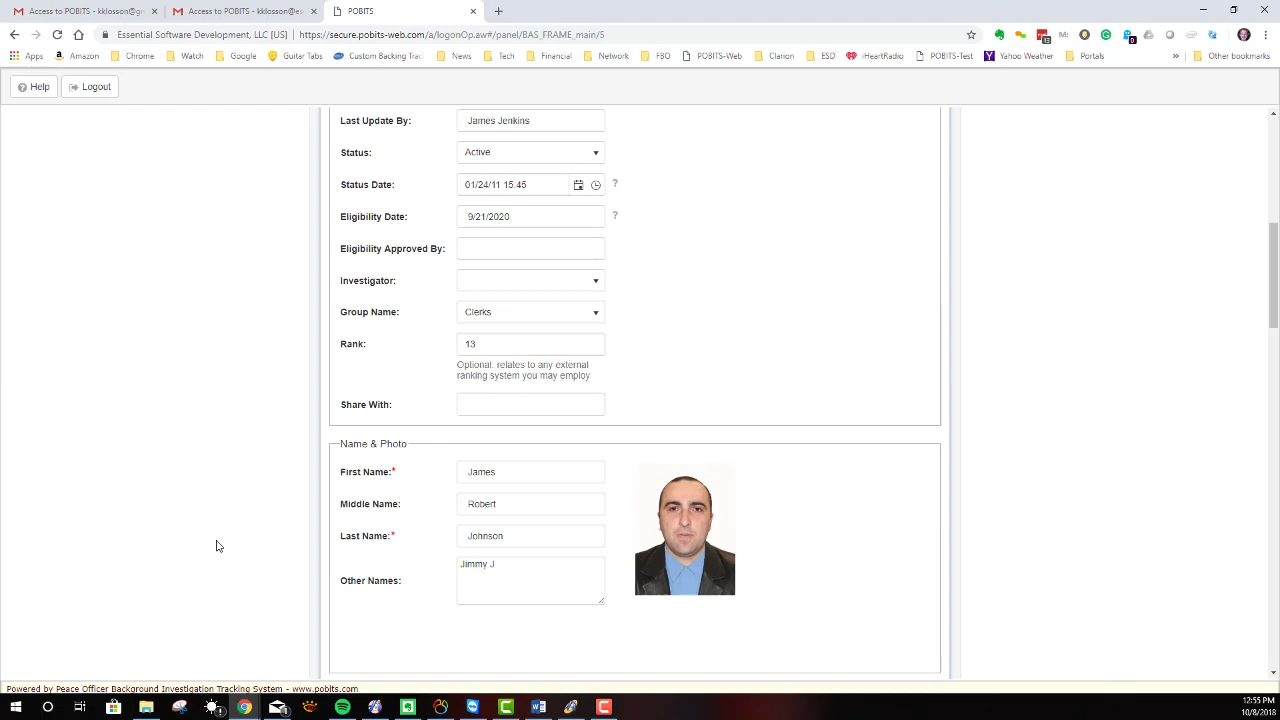 Access to POBITS - kklosson@gr
Access to POBITS - kklosson@es
POBITS
Essential Software Development, LLC [US] | https://secure.pobits-web.com/a/logonOp.aw#/panel/BAS_FRAME_main/5
Apps Amazon Chrome Watch Google Guitar Tabs Custom Backing Trac News Tech Financial Network FBO POBITS-Web Clarion ESD iHeartRadio POBITS-Test Yahoo Weather Portals » Other bookmarks
Help Logout
Last Update By: James Jenkins
Status: Active
Status Date: 01/24/11 15:45 ?
Eligibility Date: 9/21/2020 ?
Eligibility Approved By:
Investigator:
Group Name: Clerks
Rank: 13
Optional. relates to any external
ranking system you may employ
Share With:
Name & Photo
First Name:* James
Middle Name: Robert
Last Name:* Johnson
Other Names: Jimmy J
Powered by Peace Officer Background Investigation Tracking System - www.pobits.com
12:55 PM
10/8/2018